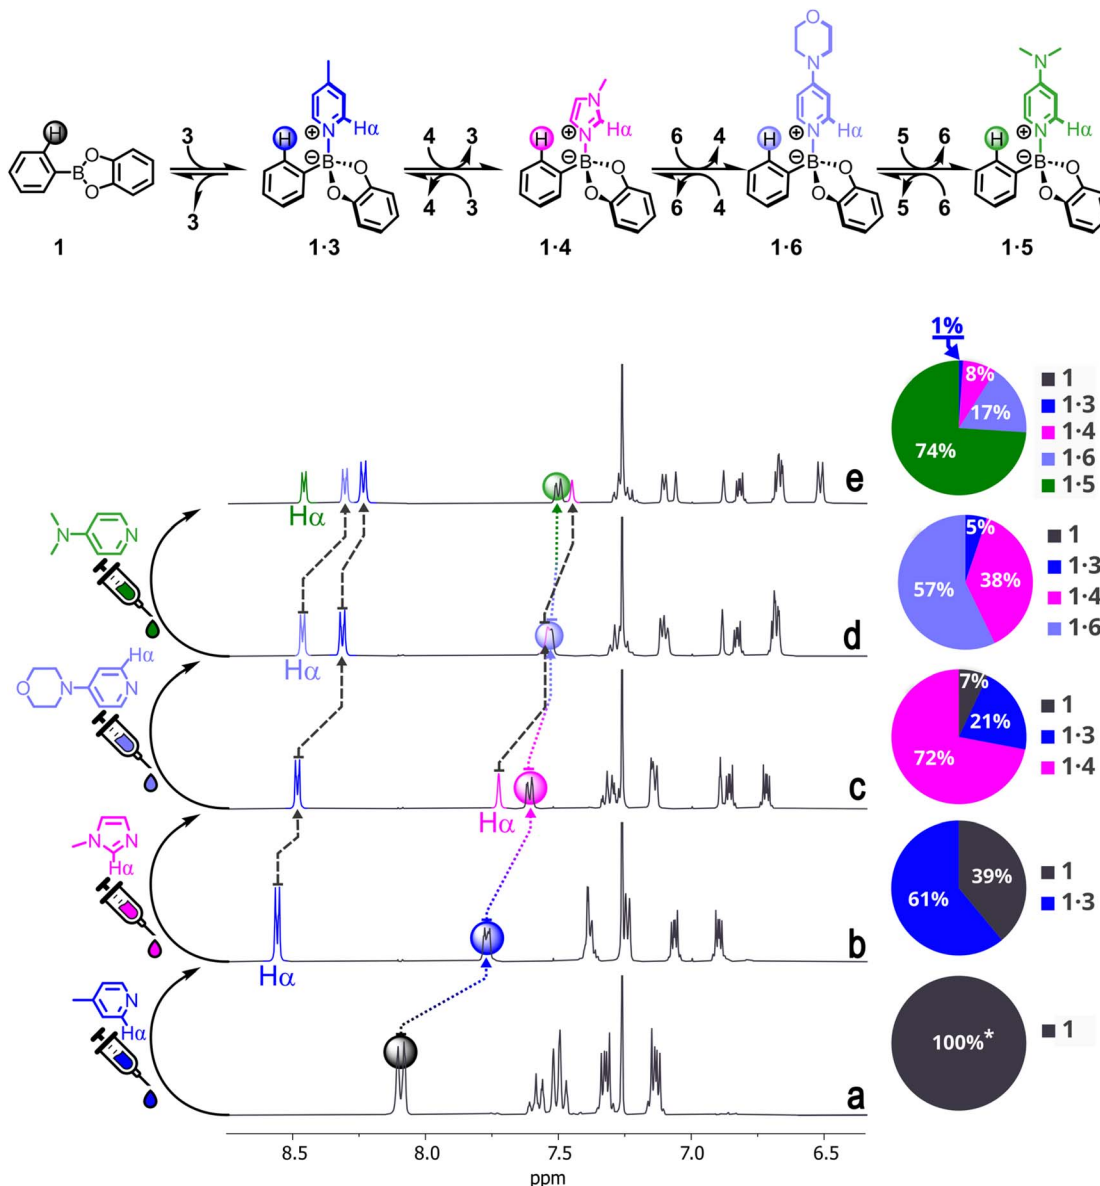 O
N
N
N
N
H
Hα
H
Hα
H
Hα
H
Hα
N ⊕
N ⊕
N ⊕
N ⊕
B O O
⊖ B O O
⊖ B O O
⊖ B O O
⊖ B O O
3 3
4 3 4 3
6 4 6 4
5 6 5 6
1 1·3 1·4 1·6 1·5
1%
8%
17%
74%
1
1·3
1·4
1·6
1·5
Hα
e
N N
5%
38%
57%
1
1·3
1·4
1·6
Hα
d
Hα
O N N
7%
21%
72%
1
1·3
1·4
Hα
c
N N
Hα
39%
61%
1
1·3
Hα
b
N
Hα
100%*
1
a
8.5 8.0 7.5 7.0 6.5
ppm